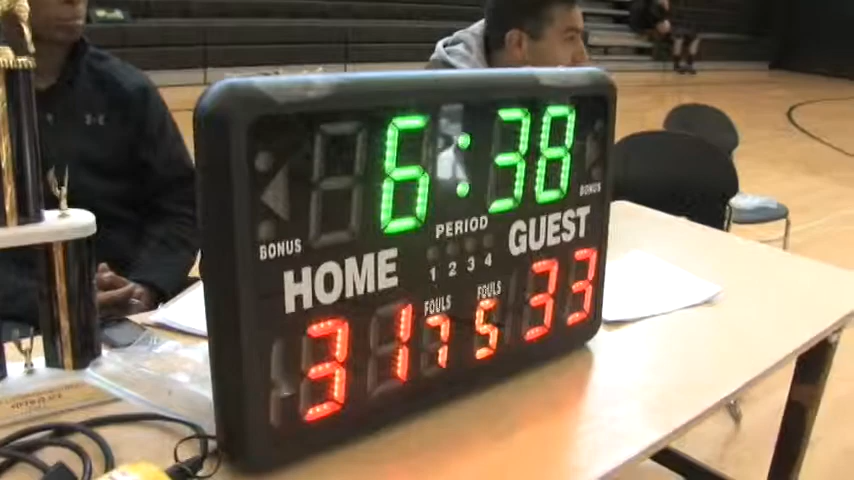 6:38
BONUS PERIOD BONUS
HOME 1 2 3 4 GUEST
FOULS FOULS
31 7 5 33